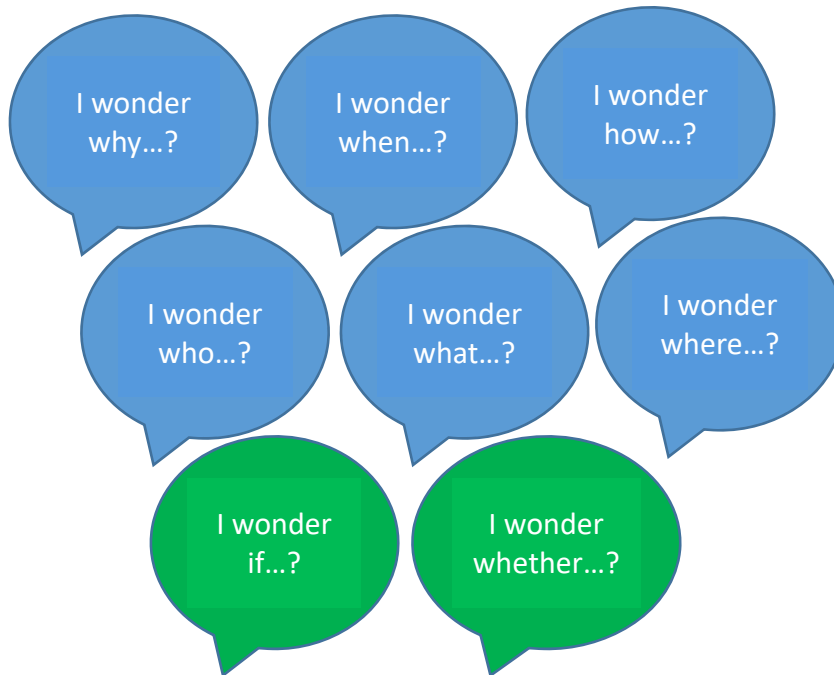 I wonder
why...?
I wonder
when...?
I wonder
how...?
I wonder
who...?
I wonder
what...?
I wonder
where...?
I wonder
if...?
I wonder
whether...?